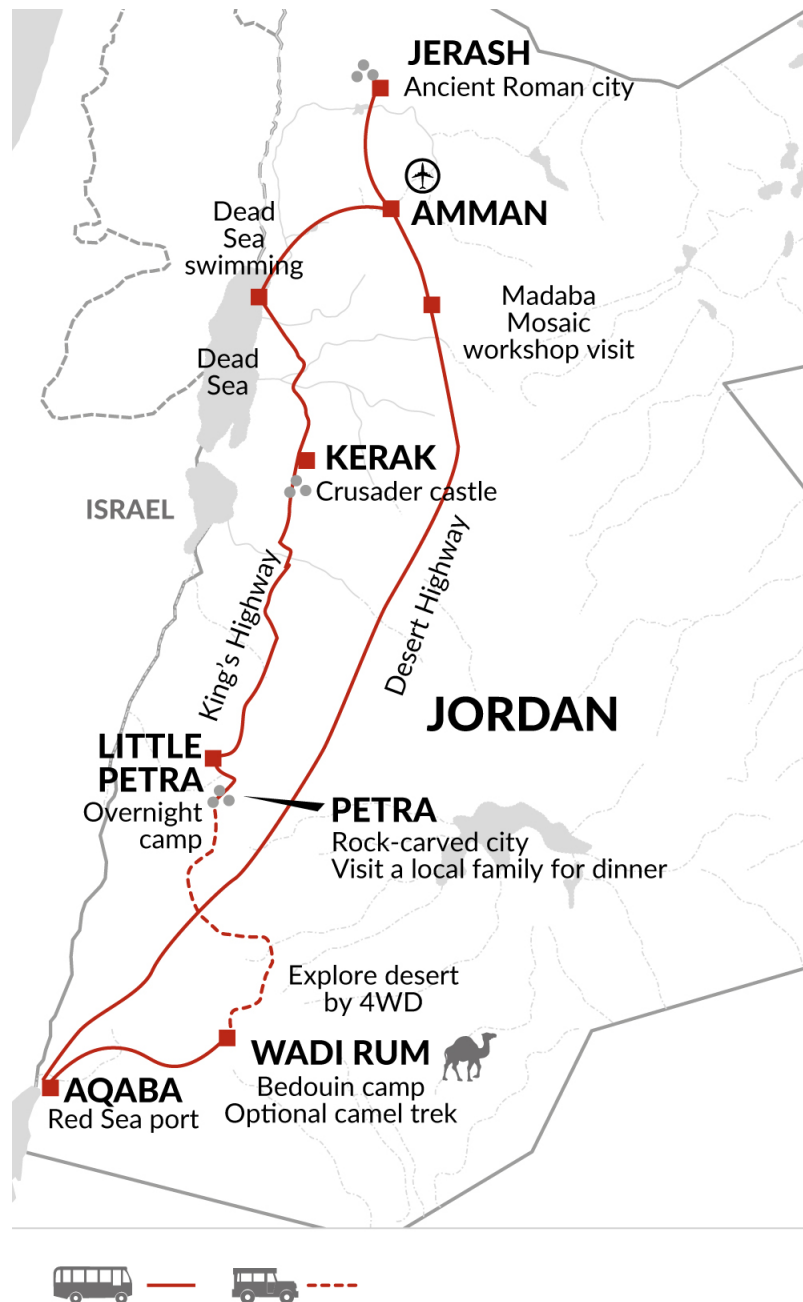 JERASH
Ancient Roman city
AMMAN
Dead
Sea
swimming
Madaba
Mosaic
workshop visit
Dead
Sea
KERAK
Crusader castle
ISRAEL
King's Highway
Desert Highway
JORDAN
LITTLE
PETRA
Overnight
camp
PETRA
Rock-carved city
Visit a local family for dinner
Explore desert
by 4WD
WADI RUM
Bedouin camp
Optional camel trek
AQABA
Red Sea port